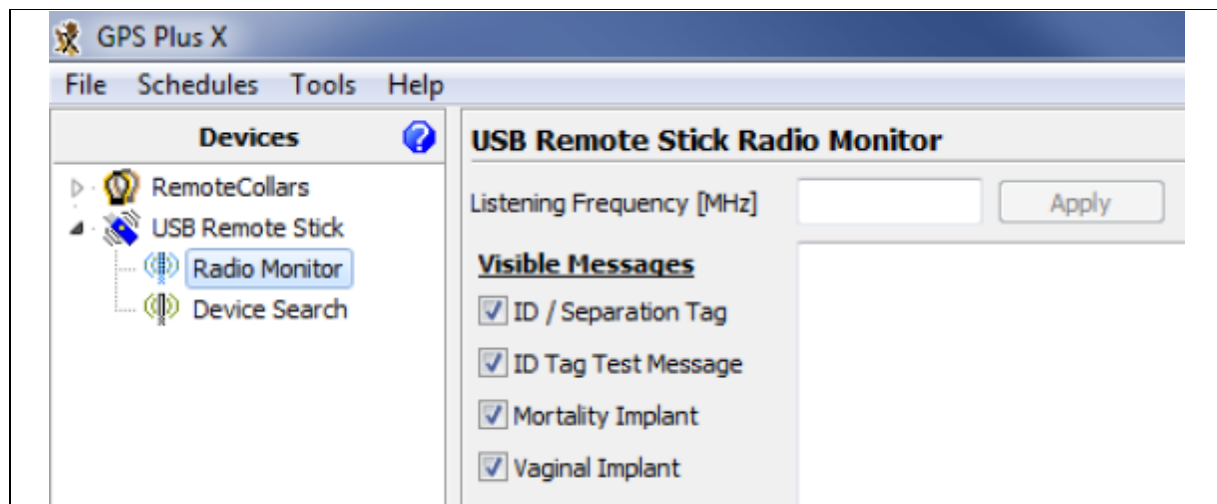 GPS Plus X
File Schedules Tools Help
Devices
RemoteCollars
USB Remote Stick
Radio Monitor
Device Search
USB Remote Stick Radio Monitor
Listening Frequency [MHz] Apply
Visible Messages
ID / Separation Tag
ID Tag Test Message
Mortality Implant
Vaginal Implant